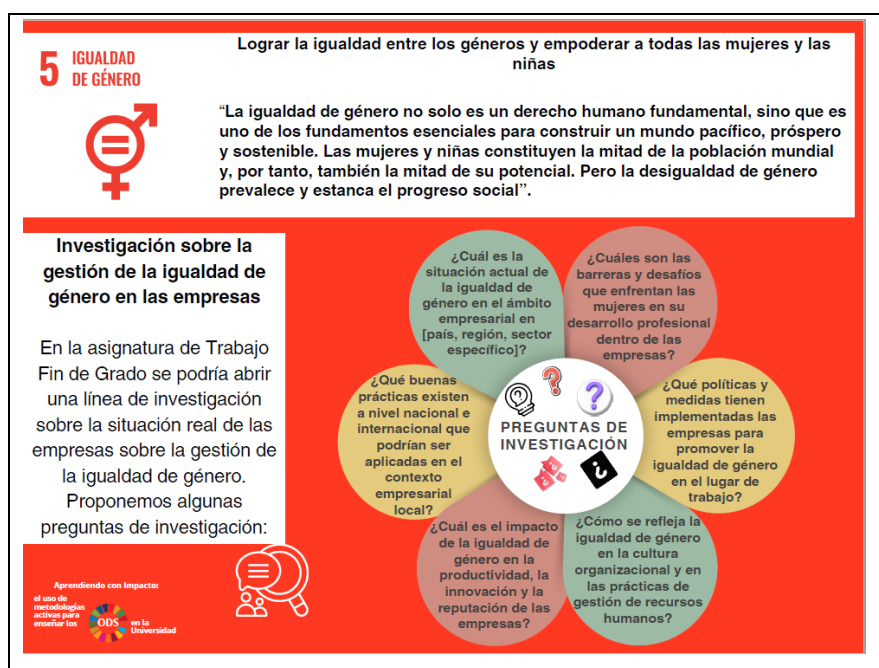 5 IGUALDAD
DE GÉNERO
Lograr la igualdad entre los géneros y empoderar a todas las mujeres y las
niñas
“La igualdad de género no solo es un derecho humano fundamental, sino que es
uno de los fundamentos esenciales para construir un mundo pacífico, próspero
y sostenible. Las mujeres y niñas constituyen la mitad de la población mundial
y, por tanto, también la mitad de su potencial. Pero la desigualdad de género
prevalece y estanca el progreso social”.
Investigación sobre la
gestión de la igualdad de
género en las empresas
En la asignatura de Trabajo
Fin de Grado se podría abrir
una línea de investigación
sobre la situación real de las
empresas sobre la gestión de
la igualdad de género.
Proponemos algunas
preguntas de investigación:
¿Cuál es la
situación actual de
la igualdad de
género en el ámbito
empresarial en
[país, región, sector
específico]?
¿Cuáles son las
barreras y desafíos
que enfrentan las
mujeres en su
desarrollo profesional
dentro de las
empresas?
¿Qué buenas
prácticas existen
a nivel nacional e
internacional que
podrían ser
aplicadas en el
contexto
empresarial
local?
PREGUNTAS DE
INVESTIGACIÓN
¿Qué políticas y
medidas tienen
implementadas las
empresas para
promover la
igualdad de género
en el lugar de
trabajo?
¿Cuál es el impacto
de la igualdad de
género en la
productividad, la
innovación y la
reputación de las
empresas?
¿Cómo se refleja la
igualdad de género
en la cultura
organizacional y en
las prácticas de
gestión de recursos
humanos?
Aprendiendo con Impacto:
el uso de
metodologías
activas para
enseñar los
ODS
en la
Universidad